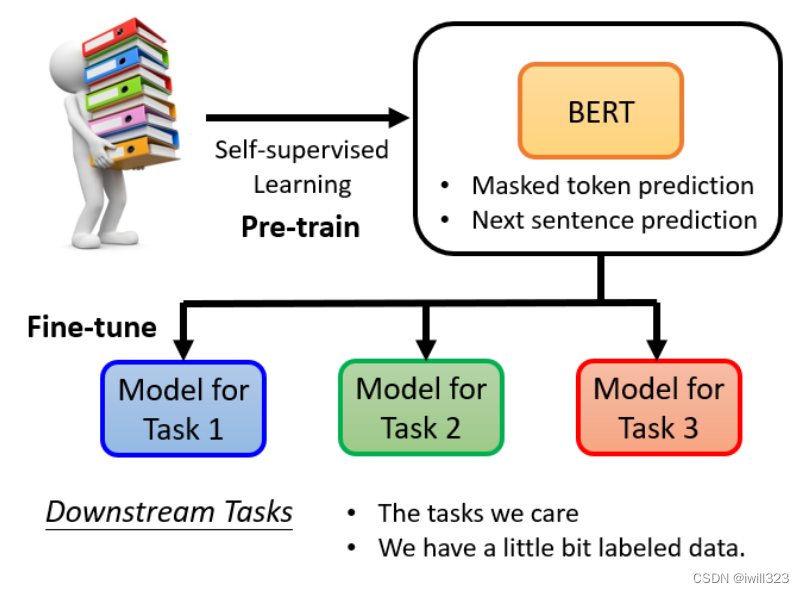 BERT
Self-supervised
Learning
Pre-train
• Masked token prediction
• Next sentence prediction
Fine-tune
Model for
Task 1
Model for
Task 2
Model for
Task 3
Downstream Tasks
• The tasks we care
• We have a little bit labeled data.
CSDN @iwill323